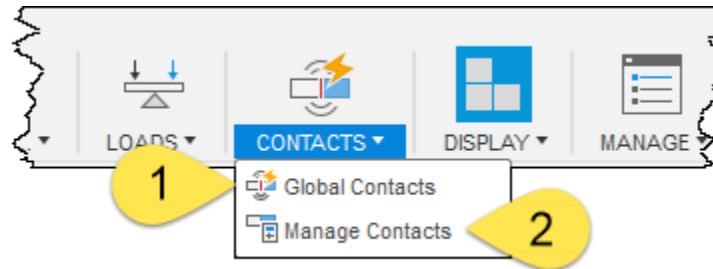 LOADS CONTACTS DISPLAY MANAGE
1 Global Contacts
Manage Contacts 2